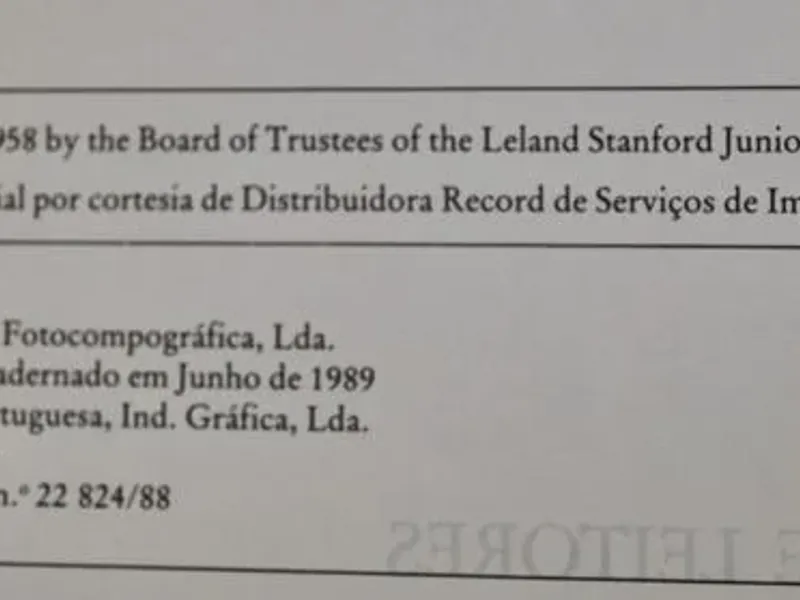 958 by the Board of Trustees of the Leland Stanford Junio
ial por cortesia de Distribuidora Record de Serviços de Im
Fotocompográfica, Lda.
adernado em Junho de 1989
tuguesa, Ind. Gráfica, Lda.
n.º 22 824/88
E LEITORES